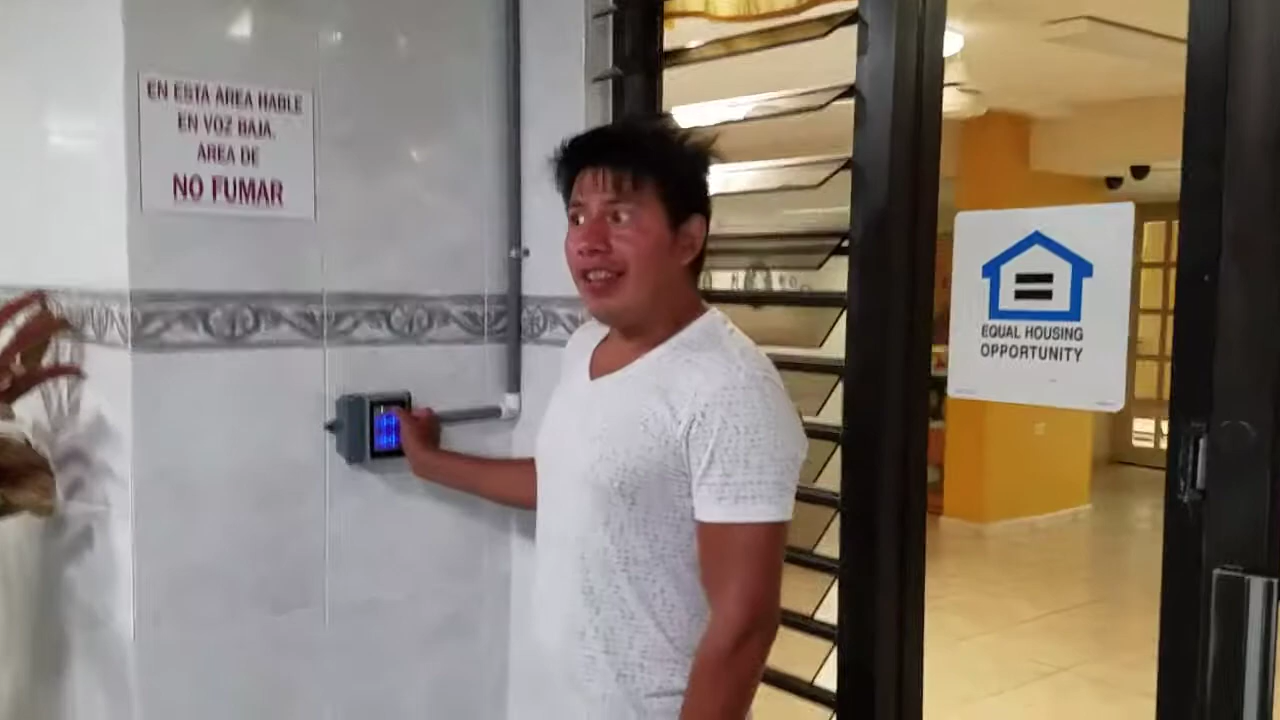 EN ESTA AREA HABLE
EN VOZ BAJA.
AREA DE
NO FUMAR
EQUAL HOUSING
OPPORTUNITY